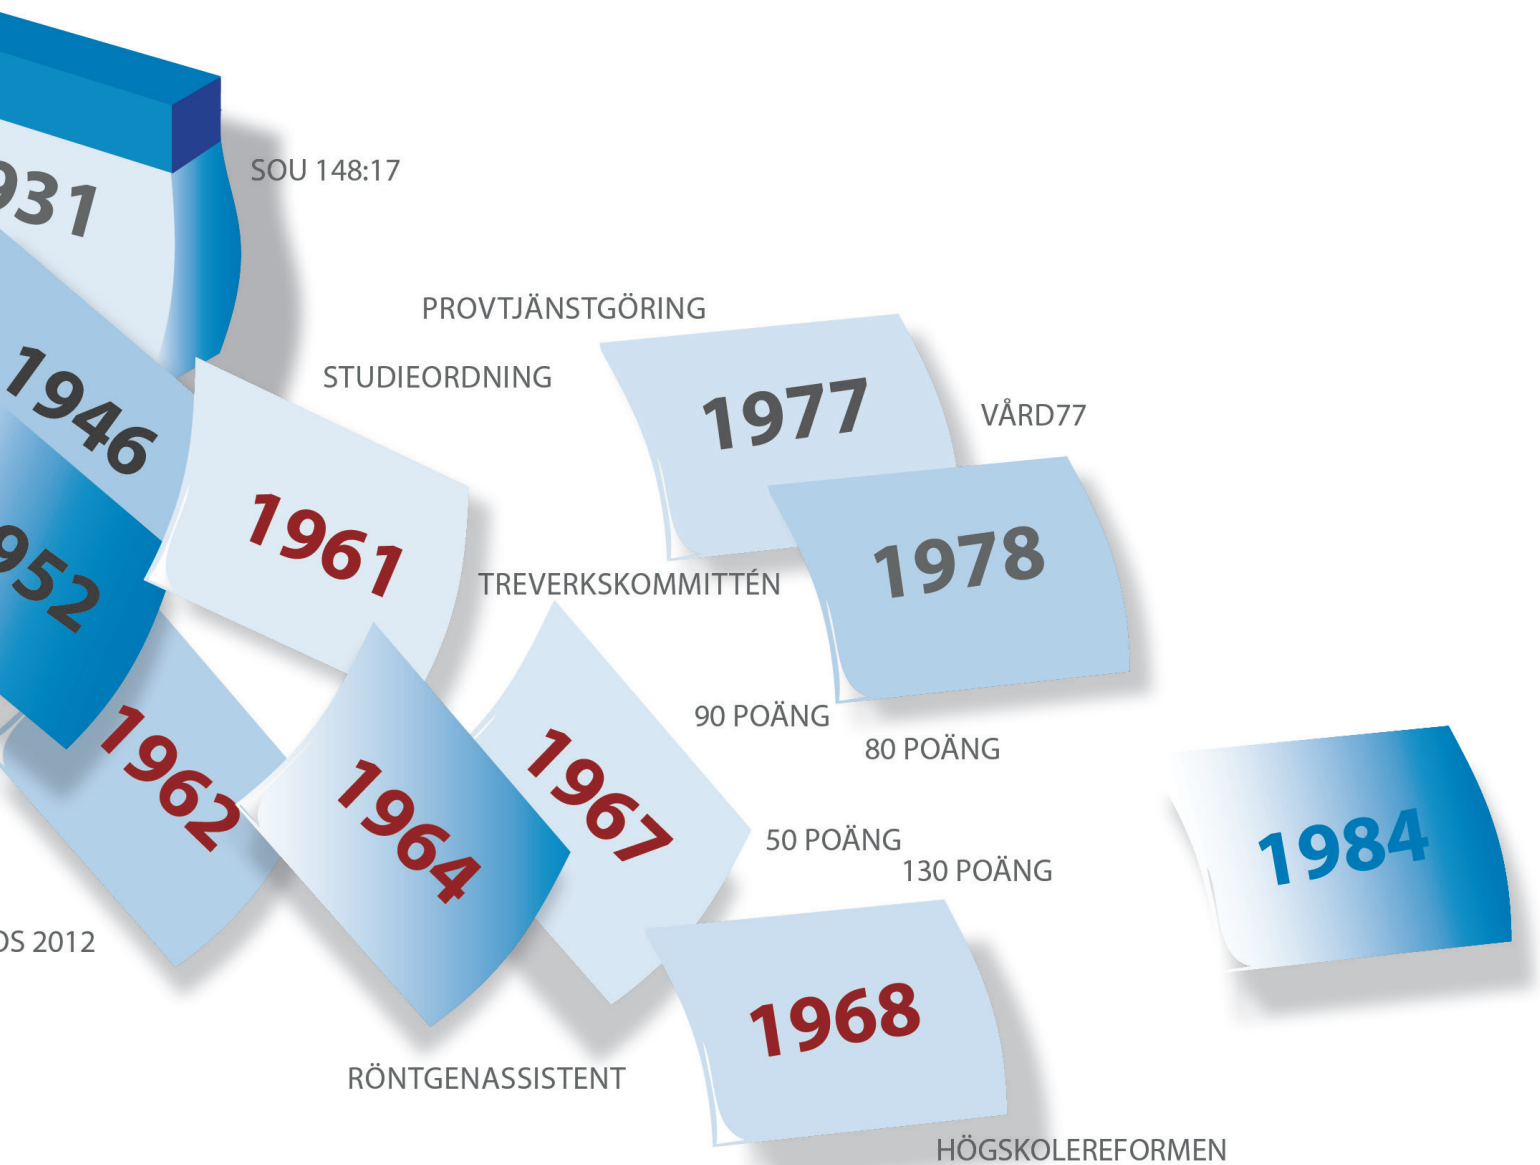 SOU 148:17
931
PROVTJÄNSTGÖRING
1946
STUDIEORDNING
1977
VÅRD77
1961
952
TREVERKSKOMMITTÉN
1978
1962
1964
1967
90 POÄNG
80 POÄNG
50 POÄNG
130 POÄNG
1984
OS 2012
1968
RÖNTGENASSISTENT
HÖGSKOLEREFORMEN